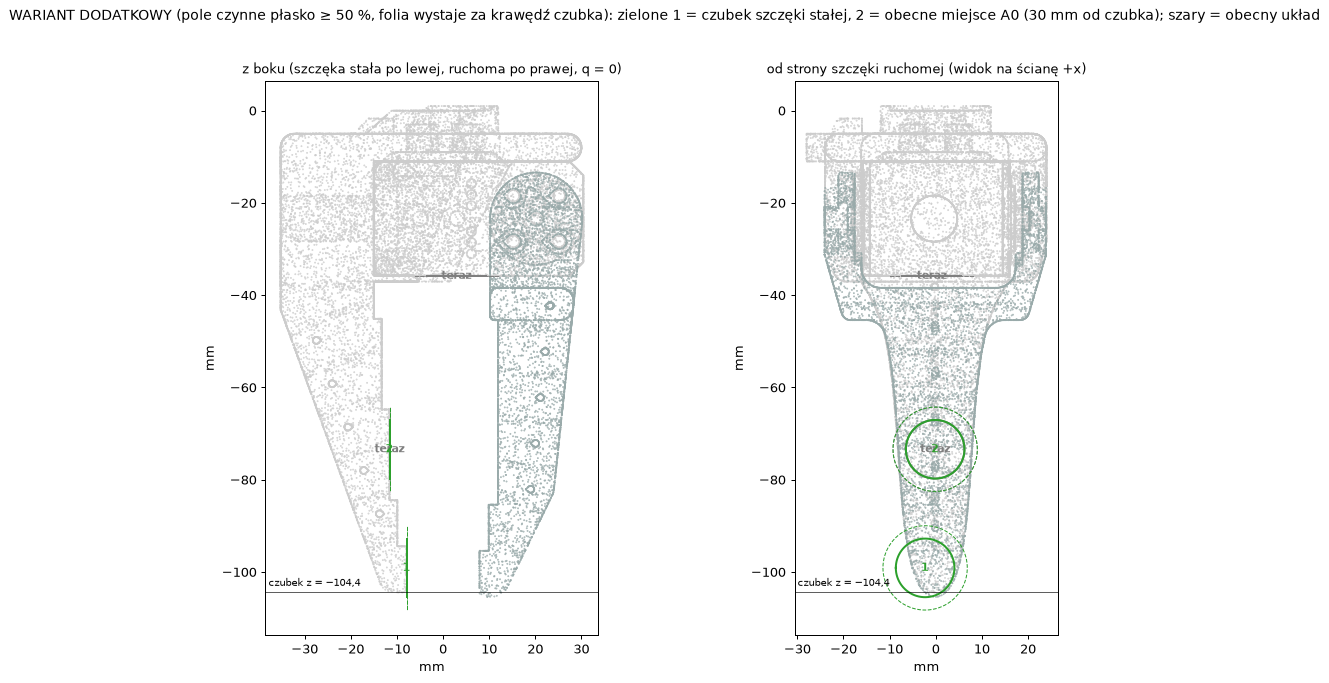 WARIANT DODATKOWY (pole czynne płasko ≥ 50 %, folia wystaje za krawędź czubka): zielone 1 = czubek szczęki stałej, 2 = obecne miejsce A0 (30 mm od czubka); szary = obecny układ
z boku (szczęka stała po lewej, ruchoma po prawej, q = 0)
0
−20
−40
−60
−80
−100
mm
teraz
teraz
1
czubek z = −104,4
−30
−20
−10
0
10
20
30
mm
od strony szczęki ruchomej (widok na ścianę +x)
0
−20
−40
−60
−80
−100
mm
teraz
teraz
1
czubek z = −104,4
−30
−20
−10
0
10
20
mm